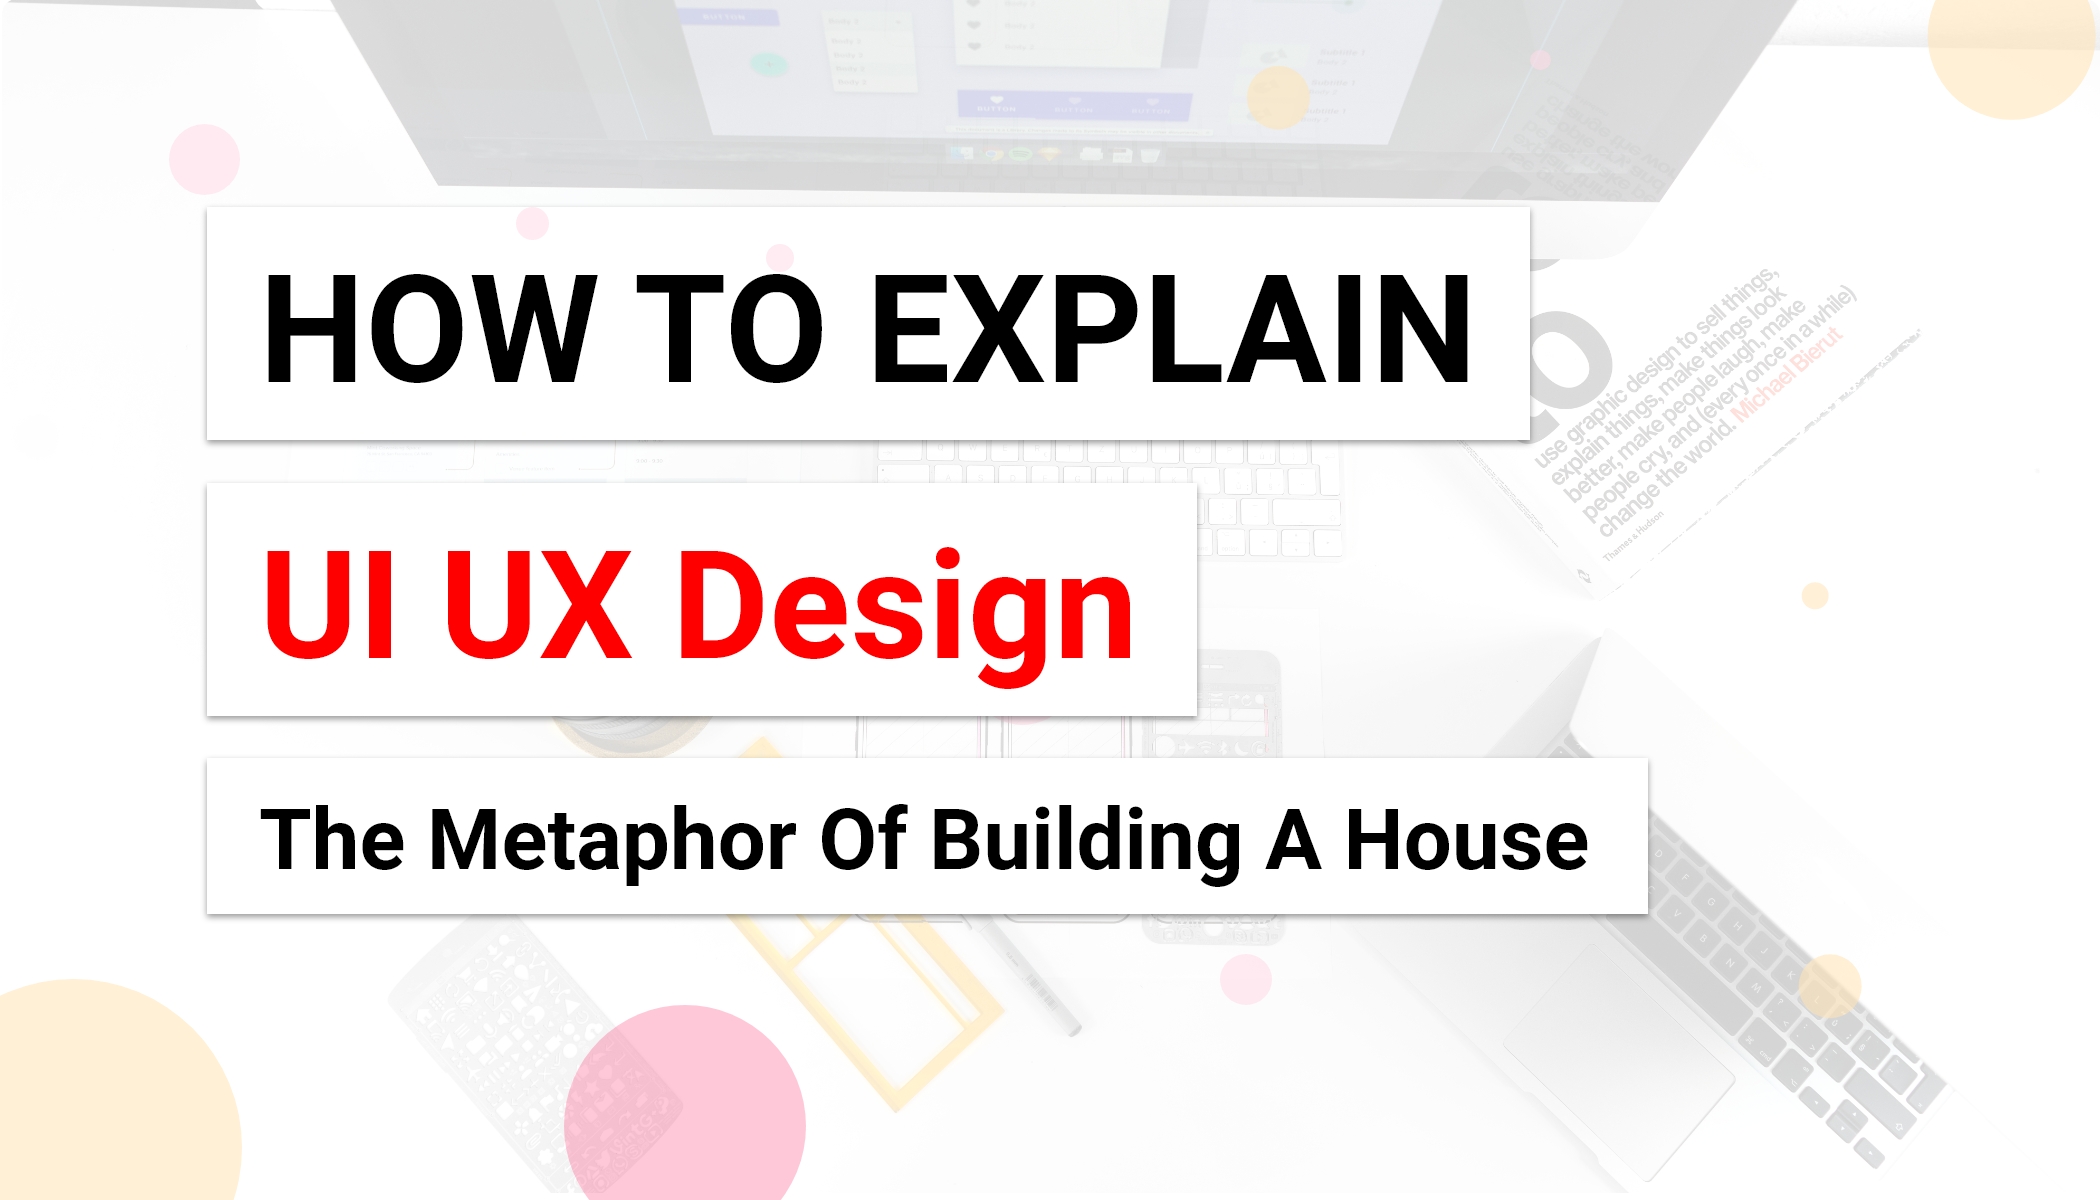 BUTTON
BUTTON
HOW TO EXPLAIN
UI UX Design
The Metaphor Of Building A House
use graphic design to sell things,
explain things, make things look
better, make people laugh, make
people cry, and (every once in a while)
change the world. Michael Bierut
Thames & Hudson